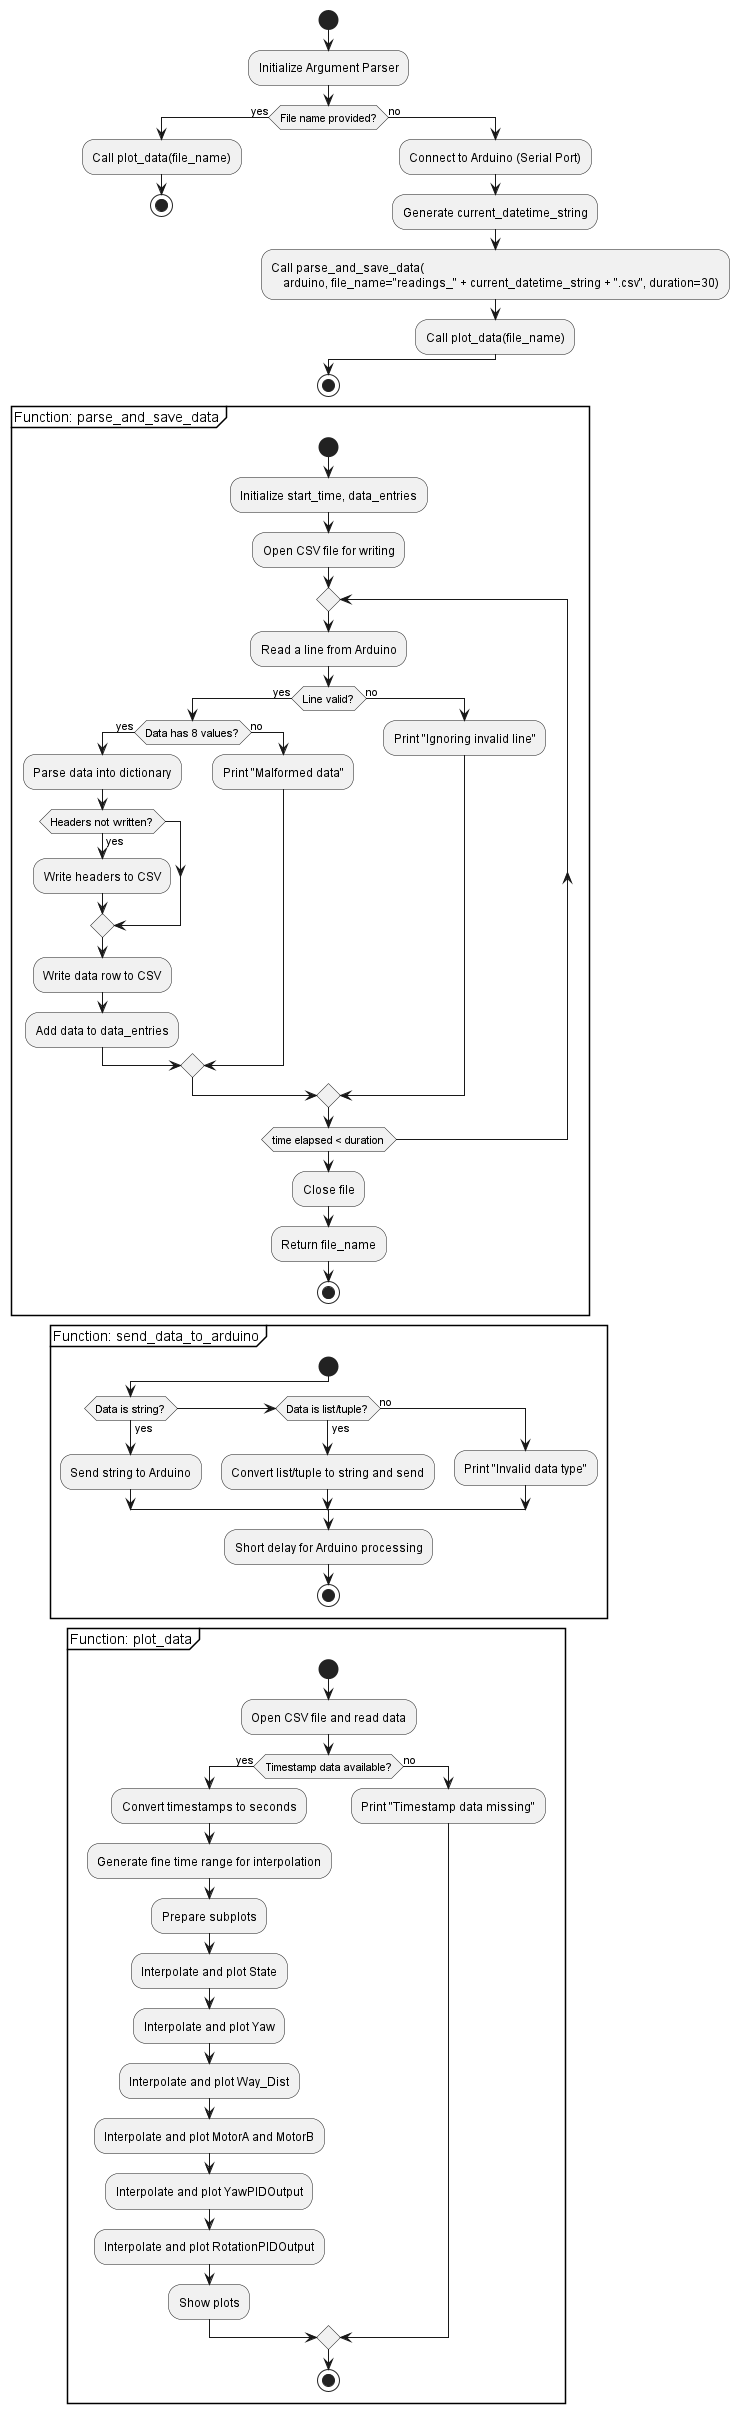 Initialize Argument Parser
yes
File name provided?
no
Call plot_data(file_name)
Connect to Arduino (Serial Port)
Generate current_datetime_string
Call parse_and_save_data(
arduino, file_name="readings_" + current_datetime_string + ".csv", duration=30)
Call plot_data(file_name)
Function: parse_and_save_data
Initialize start_time, data_entries
Open CSV file for writing
Read a line from Arduino
yes
Line valid?
no
yes
Data has 8 values?
no
Print "Ignoring invalid line"
Parse data into dictionary
Print "Malformed data"
Headers not written?
yes
Write headers to CSV
Write data row to CSV
Add data to data_entries
time elapsed < duration
Close file
Return file_name
Function: send_data_to_arduino
Data is string?
yes
Data is list/tuple?
yes
no
Send string to Arduino
Convert list/tuple to string and send
Print "Invalid data type"
Short delay for Arduino processing
Function: plot_data
Open CSV file and read data
yes
Timestamp data available?
no
Convert timestamps to seconds
Print "Timestamp data missing"
Generate fine time range for interpolation
Prepare subplots
Interpolate and plot State
Interpolate and plot Yaw
Interpolate and plot Way_Dist
Interpolate and plot MotorA and MotorB
Interpolate and plot YawPIDOutput
Interpolate and plot RotationPIDOutput
Show plots